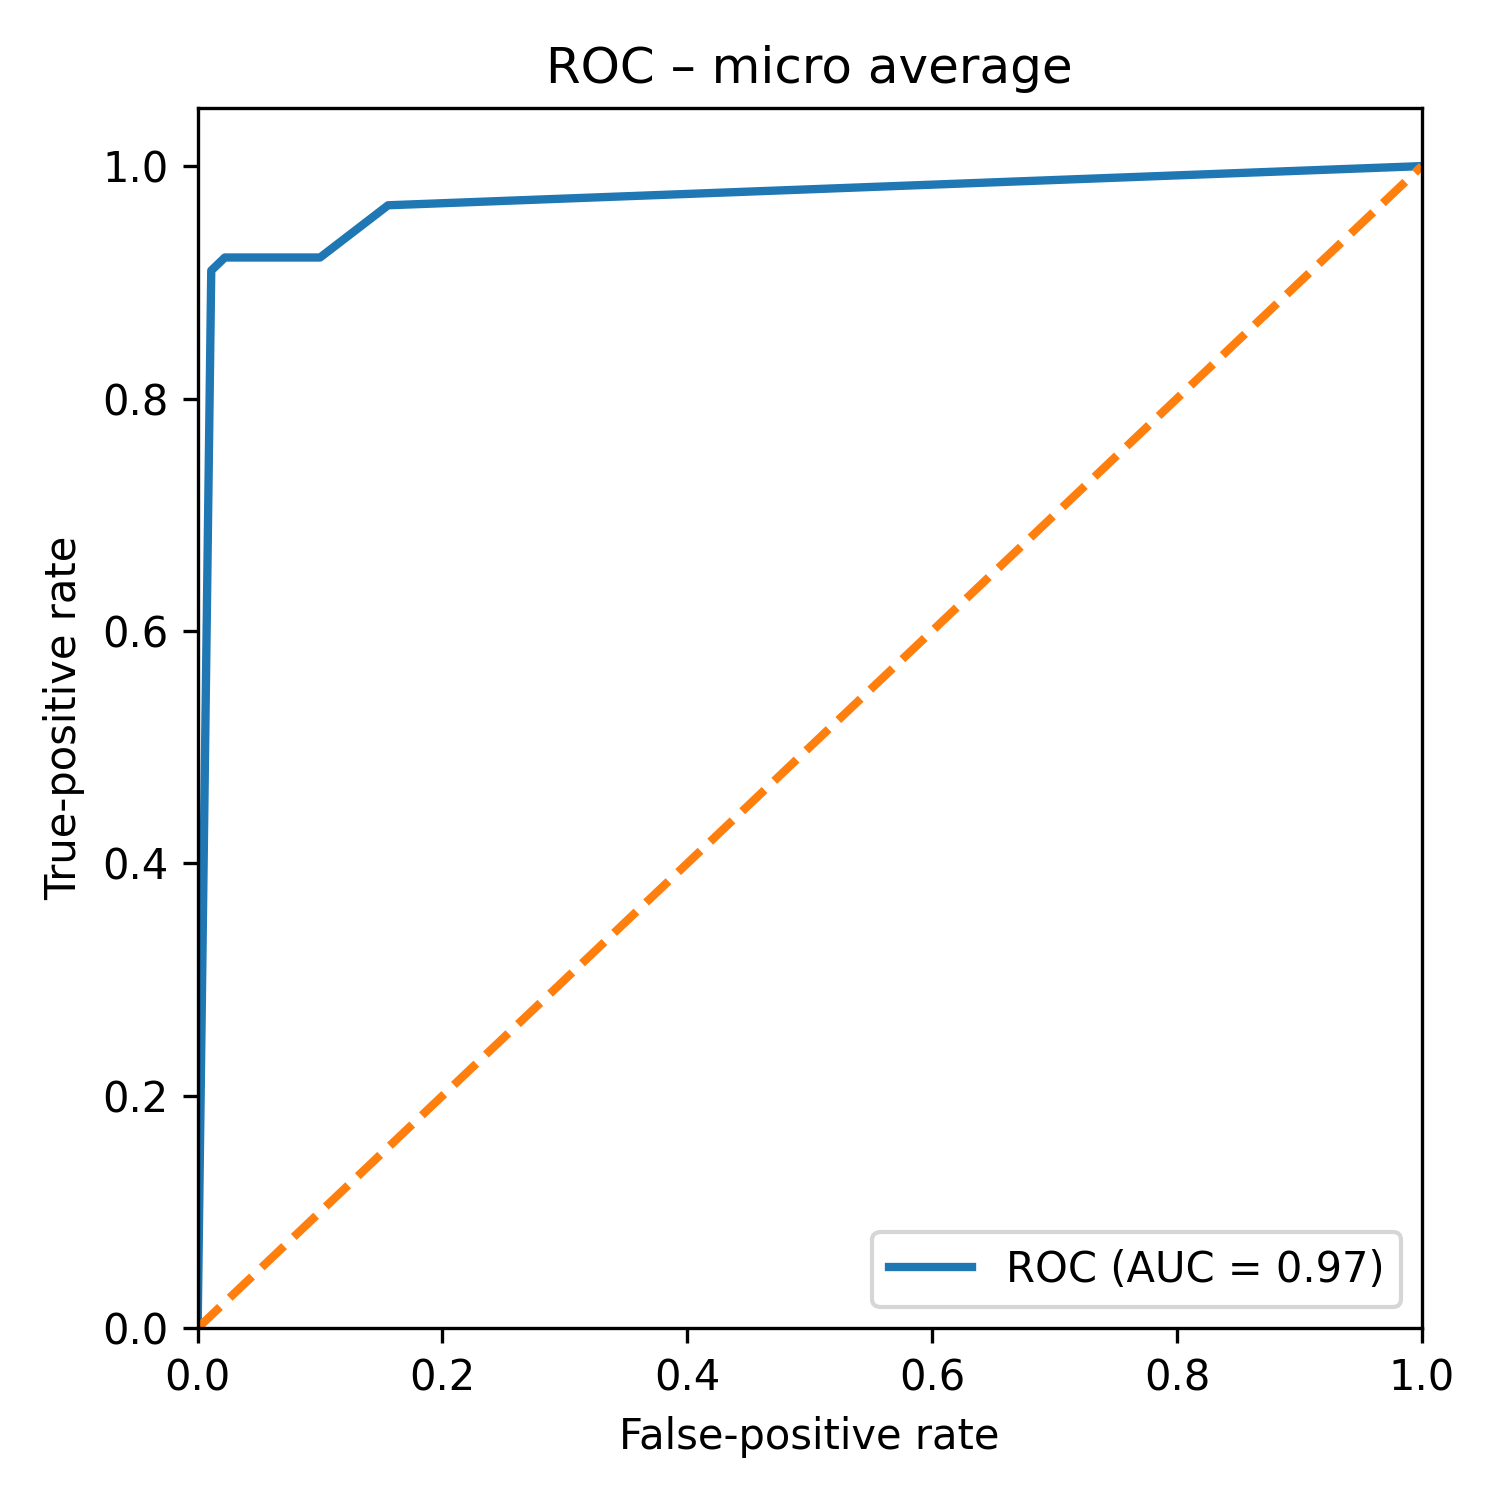 ROC – micro average
1.0
0.8
0.6
0.4
0.2
0.0
True-positive rate
0.0 0.2 0.4 0.6 0.8 1.0
False-positive rate
ROC (AUC = 0.97)